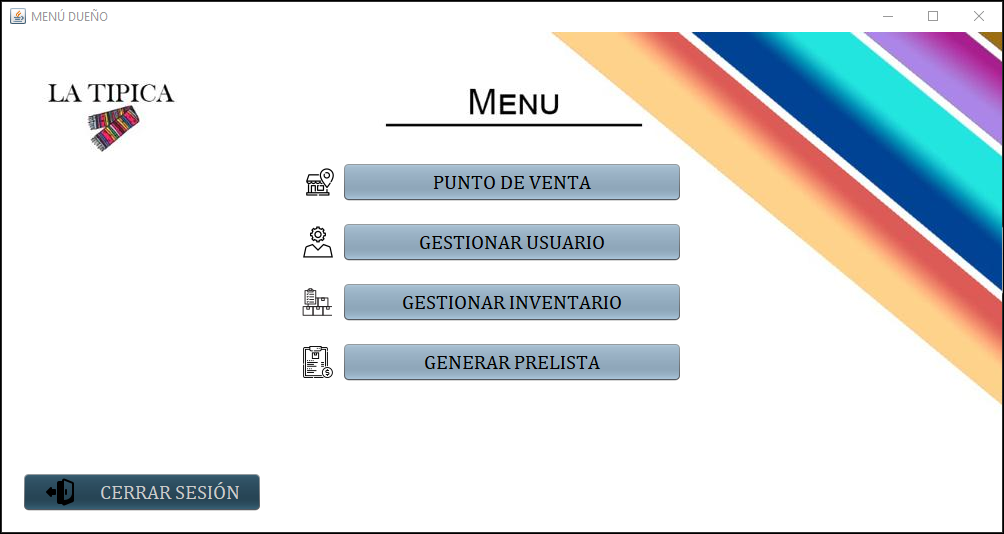 MENÚ DUEÑO
LA TIPICA
MENU
PUNTO DE VENTA
GESTIONAR USUARIO
GESTIONAR INVENTARIO
GENERAR PRELISTA
CERRAR SESIÓN